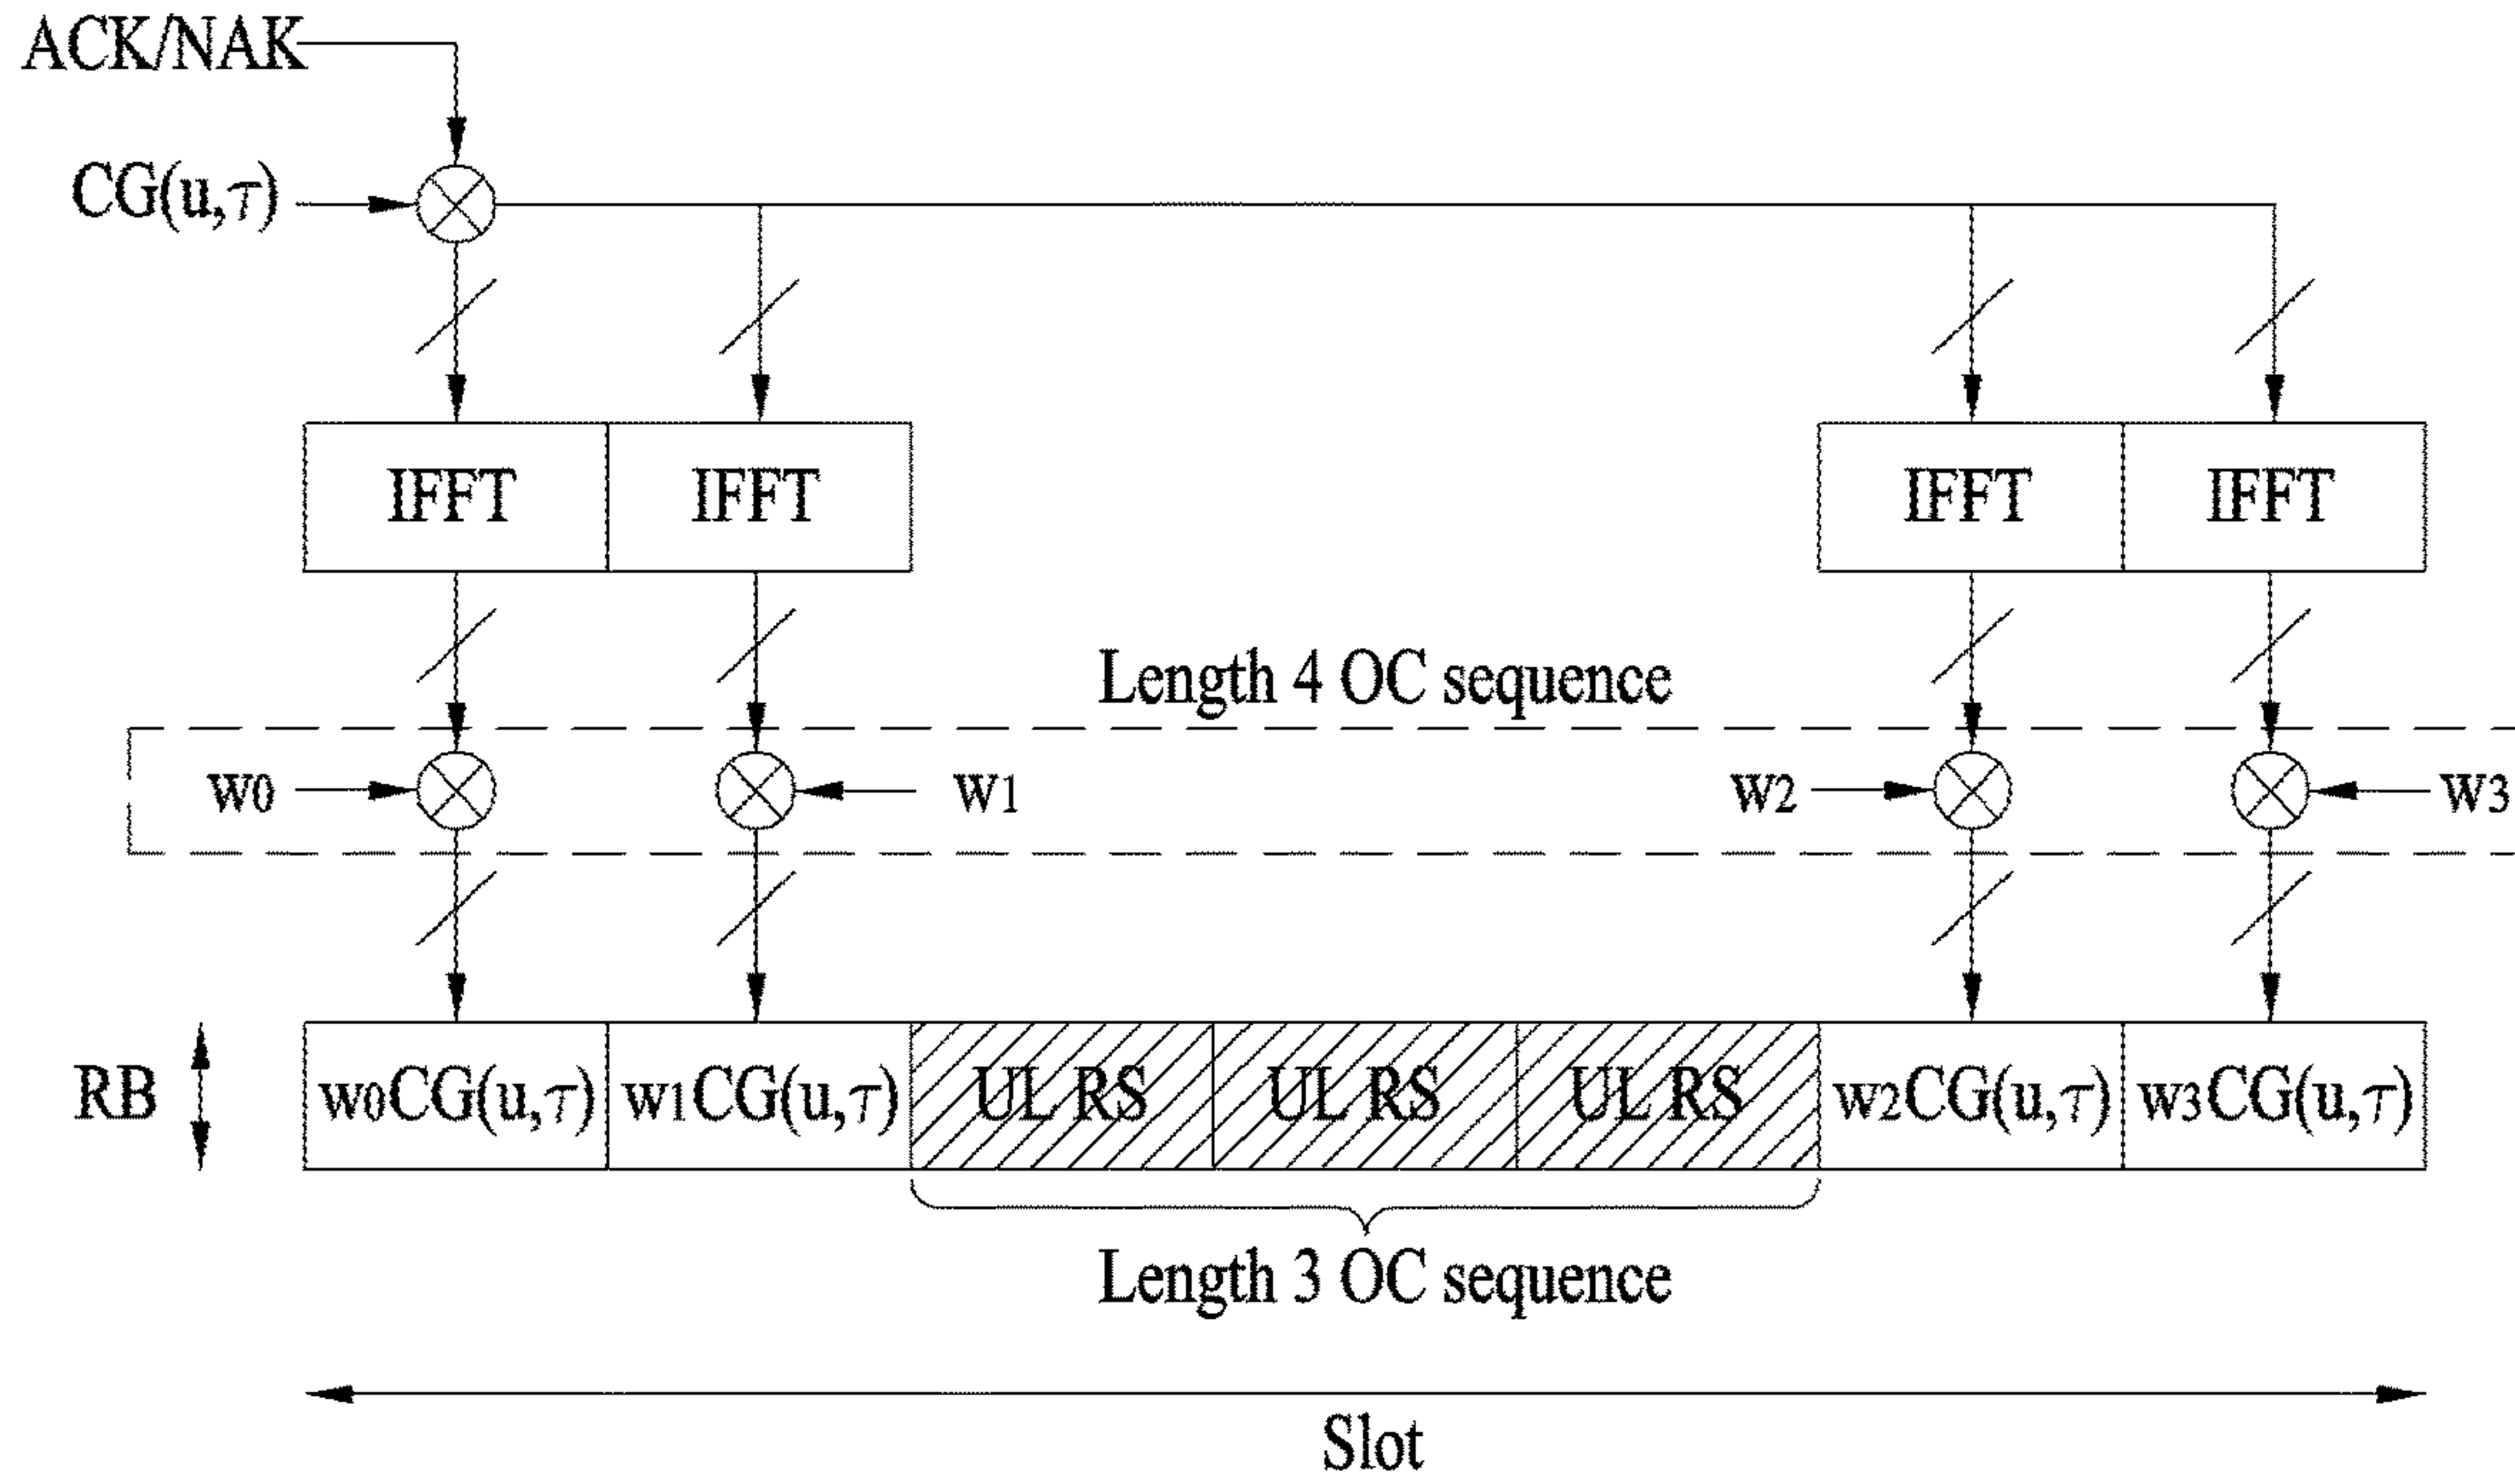 ACK/NAK
CG(u,τ)
IFFT IFFT IFFT IFFT
Length 4 OC sequence
w0 w1 w2 w3
RB w0CG(u,τ) w1CG(u,τ) UL RS UL RS UL RS w2CG(u,τ) w3CG(u,τ)
Length 3 OC sequence
Slot